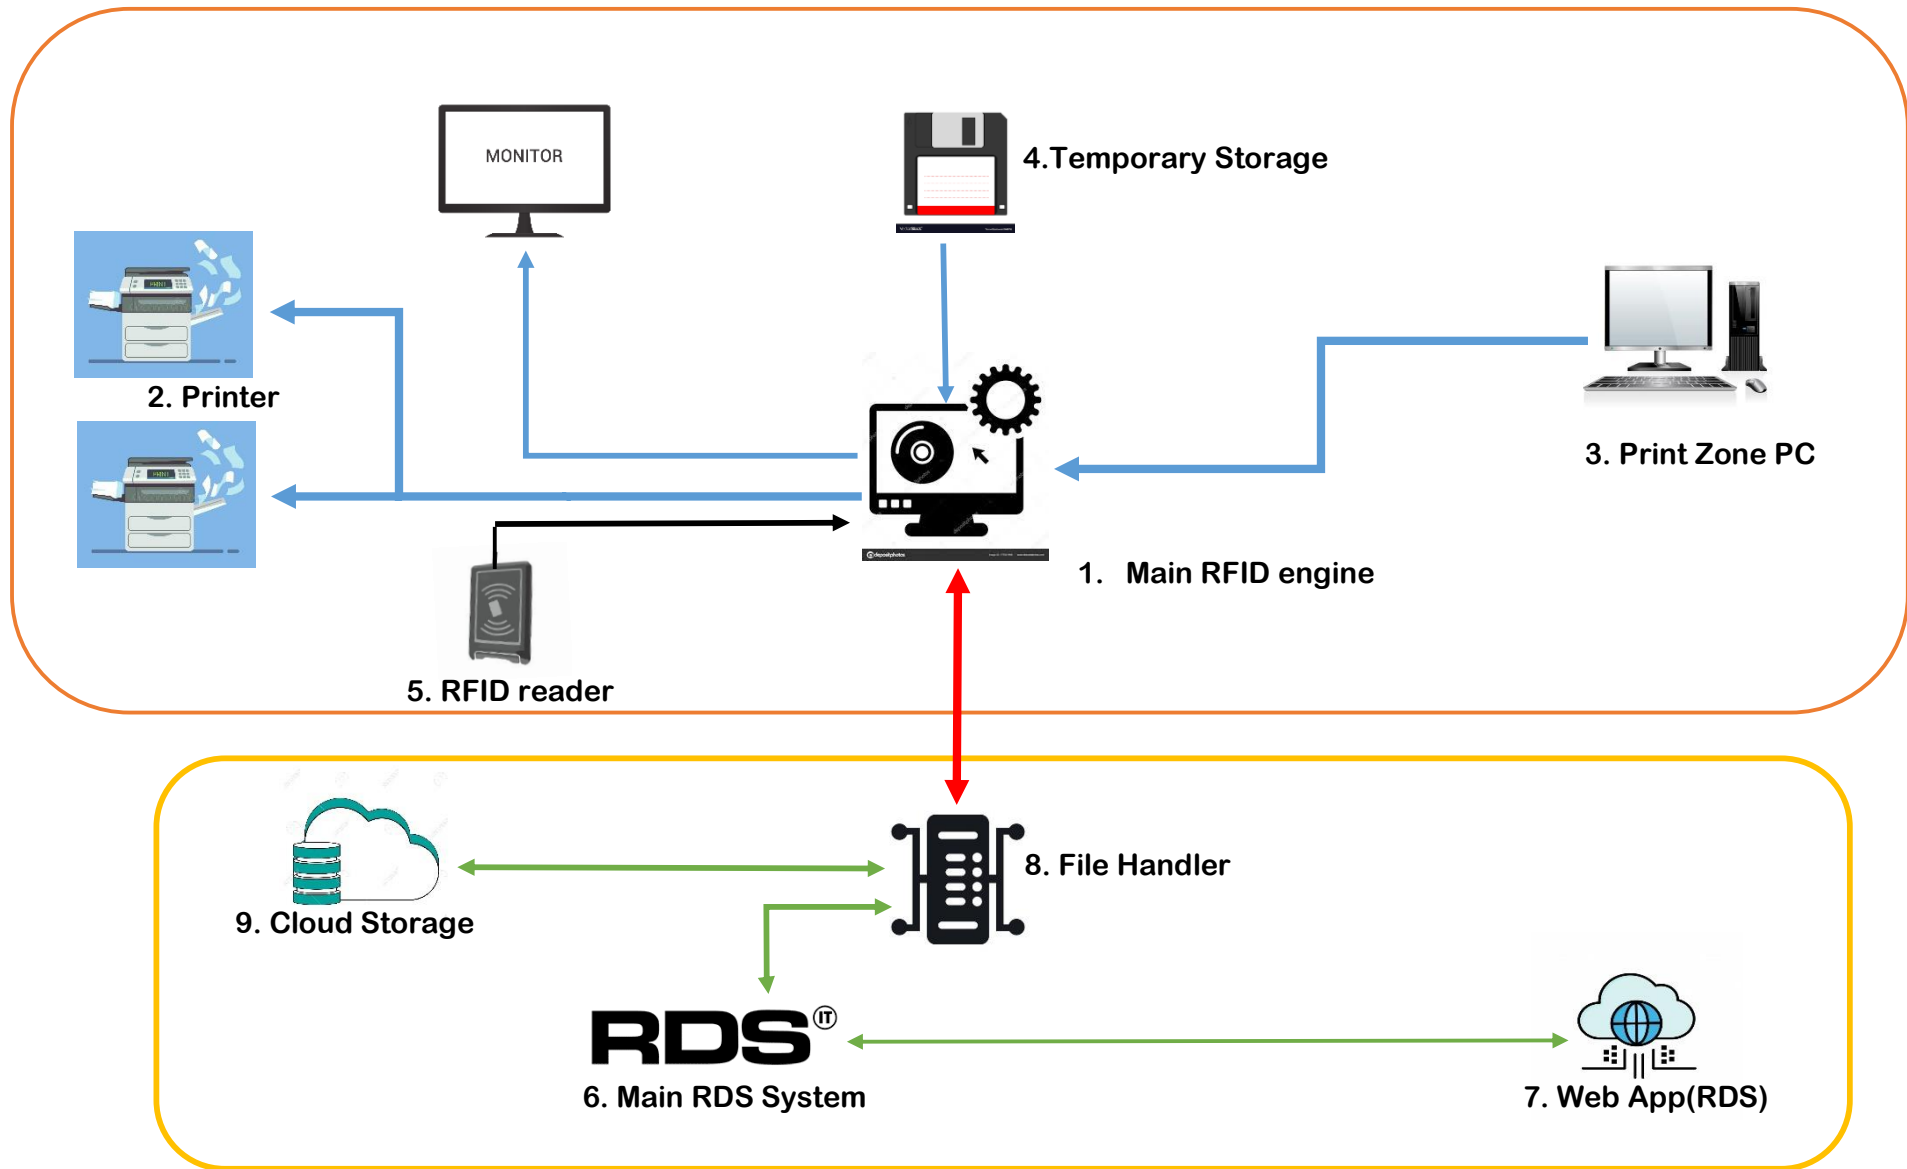 MONITOR
4.Temporary Storage
2. Printer
3. Print Zone PC
1. Main RFID engine
depositphotos
5. RFID reader
8. File Handler
9. Cloud Storage
RDS IT
6. Main RDS System
7. Web App(RDS)